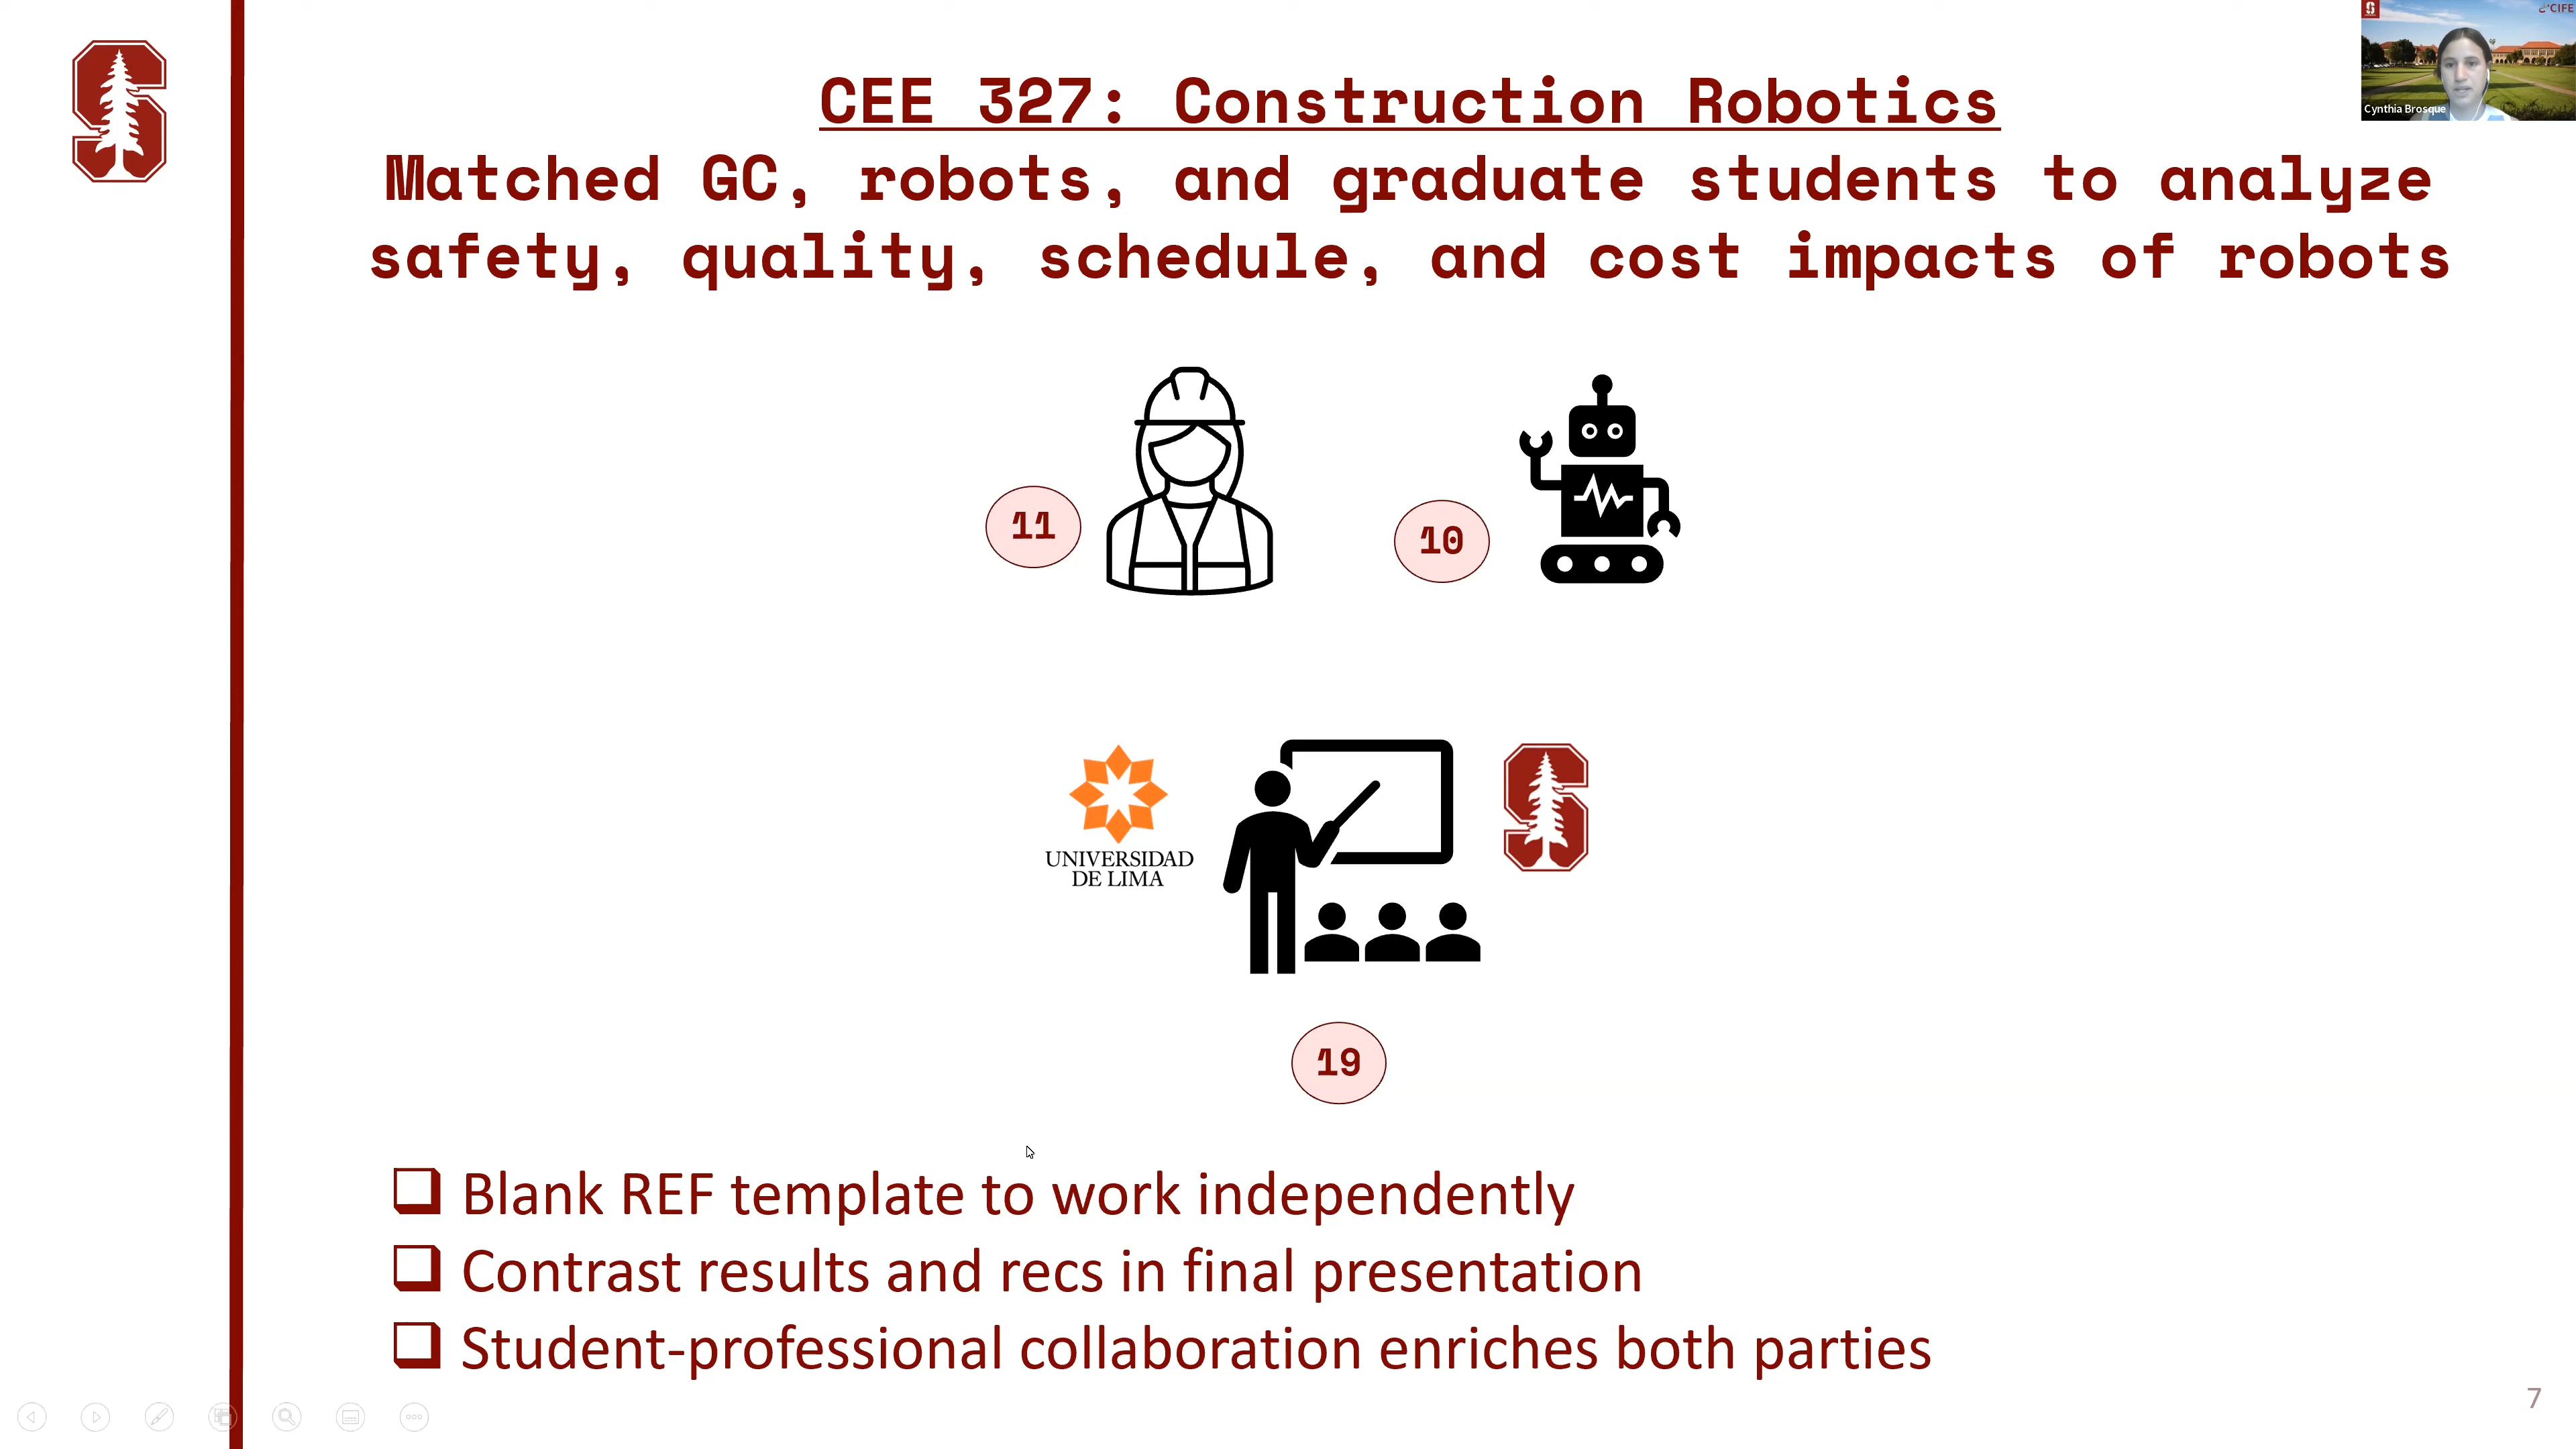 CIFE
Cynthia Brosque
CEE 327: Construction Robotics
Matched GC, robots, and graduate students to analyze
safety, quality, schedule, and cost impacts of robots
11
10
UNIVERSIDAD
DE LIMA
19
Blank REF template to work independently
Contrast results and recs in final presentation
Student-professional collaboration enriches both parties
7